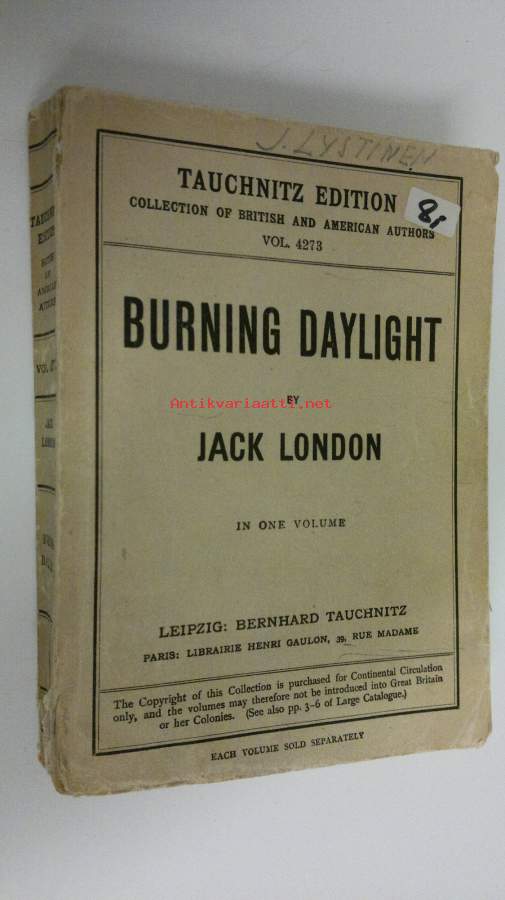 J. LYSTINEN
TAUCHNITZ EDITION
COLLECTION OF BRITISH AND AMERICAN AUTHORS
VOL. 4273
8,
BURNING DAYLIGHT
BY
Antikvariaatti.net
JACK LONDON
IN ONE VOLUME
LEIPZIG: BERNHARD TAUCHNITZ
PARIS: LIBRAIRIE HENRI GAULON, 39, RUE MADAME
The Copyright of this Collection is purchased for Continental Circulation
only, and the volumes may therefore not be introduced into Great Britain
or her Colonies. (See also pp. 3–6 of Large Catalogue.)
EACH VOLUME SOLD SEPARATELY
EDITION
VOL.
JACK
LONDON